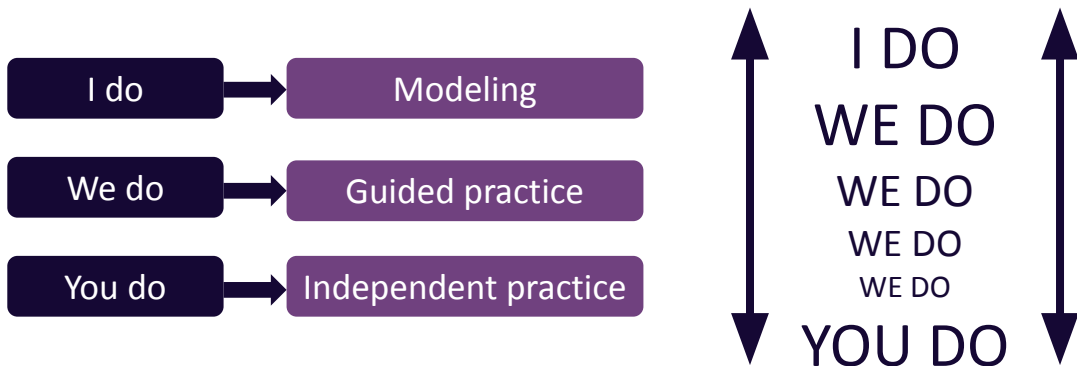 I do
Modeling
We do
Guided practice
You do
Independent practice
I DO
WE DO
WE DO
WE DO
WE DO
YOU DO